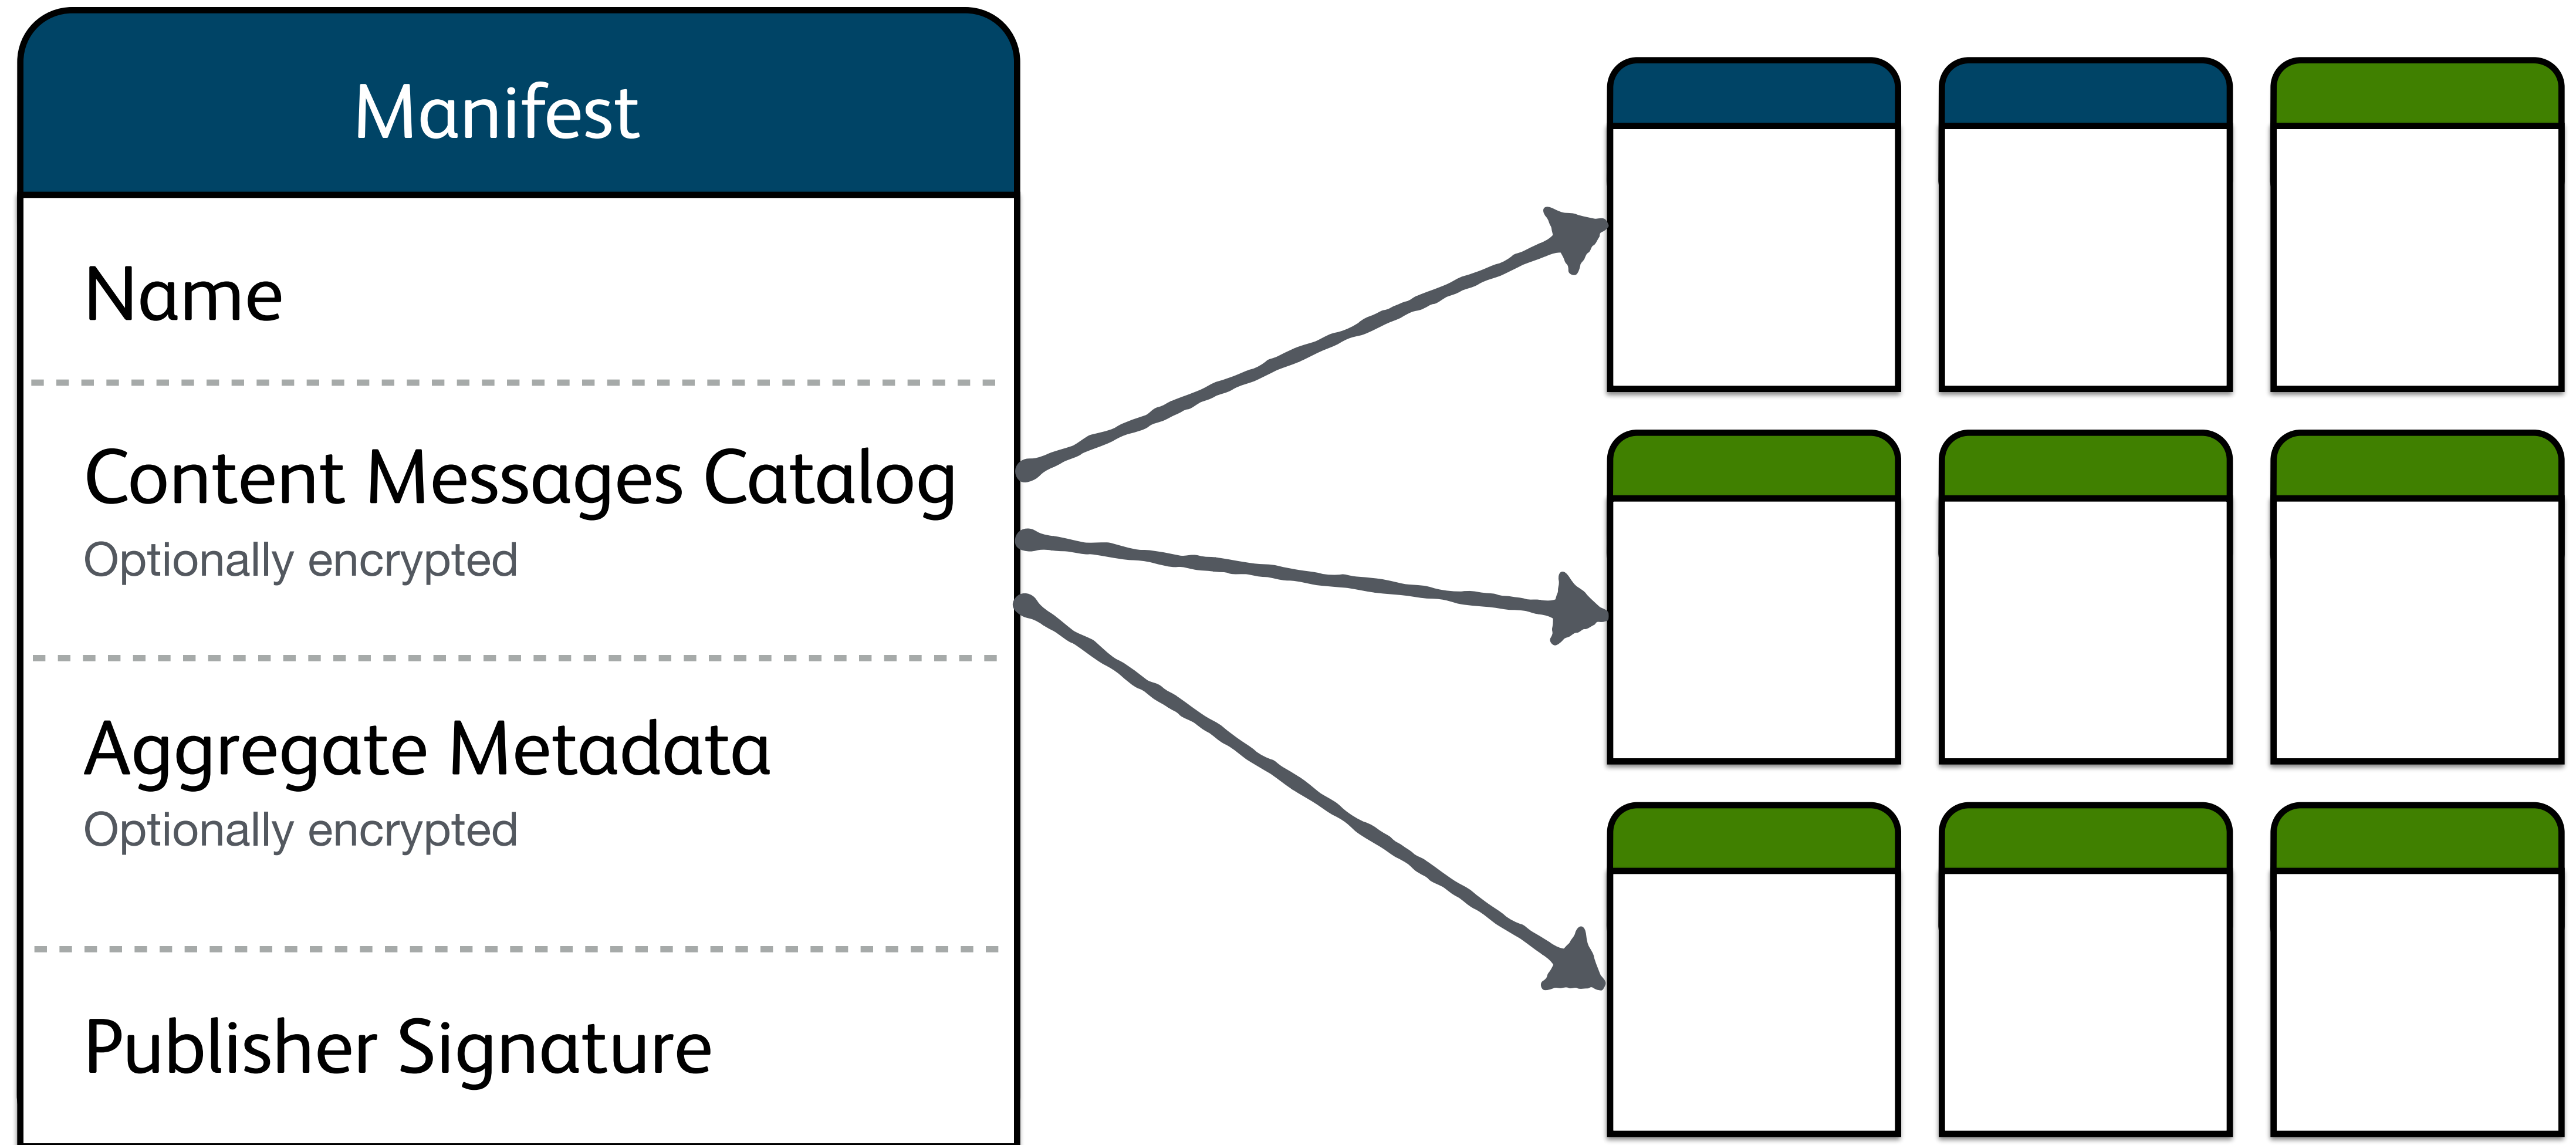 Manifest
Name
Content Messages Catalog
Optionally encrypted
Aggregate Metadata
Optionally encrypted
Publisher Signature